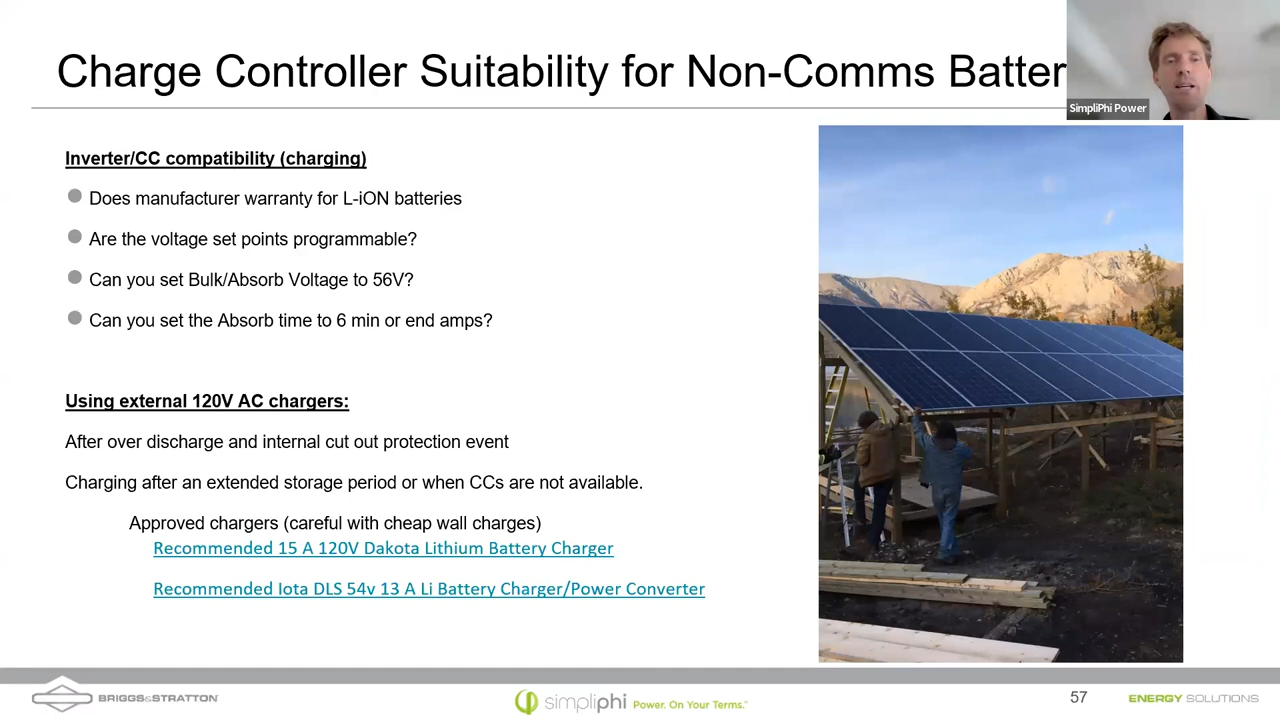 Charge Controller Suitability for Non-Comms Batter
SimpliPhi Power
Inverter/CC compatibility (charging)
Does manufacturer warranty for L-iON batteries
Are the voltage set points programmable?
Can you set Bulk/Absorb Voltage to 56V?
Can you set the Absorb time to 6 min or end amps?
Using external 120V AC chargers:
After over discharge and internal cut out protection event
Charging after an extended storage period or when CCs are not available.
Approved chargers (careful with cheap wall charges)
Recommended 15 A 120V Dakota Lithium Battery Charger
Recommended Iota DLS 54v 13 A Li Battery Charger/Power Converter
BRIGGS&STRATTON
simpliphi Power. On Your Terms.™
57
ENERGY SOLUTIONS